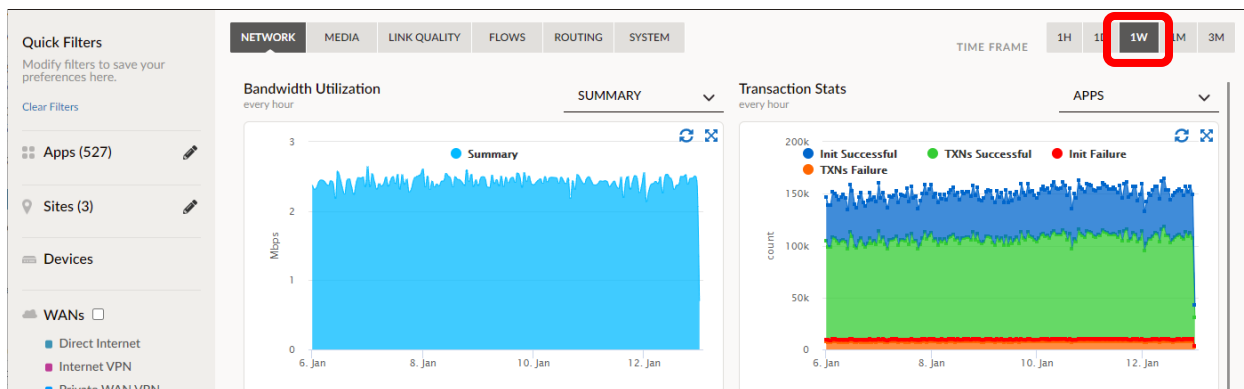 Quick Filters
Modify filters to save your
preferences here.
Clear Filters
Apps (527)
Sites (3)
Devices
WANs
Direct Internet
Internet VPN
Private WAN VPN
NETWORK MEDIA LINK QUALITY FLOWS ROUTING SYSTEM
TIME FRAME 1H 1W 3M
Bandwidth Utilization
every hour
SUMMARY
Summary
3
2
1
0
Mbps
6. Jan 8. Jan 10. Jan 12. Jan
Transaction Stats
every hour
APPS
Init Successful TXNs Successful Init Failure
TXNs Failure
200k
150k
100k
50k
0
count
6. Jan 8. Jan 10. Jan 12. Jan